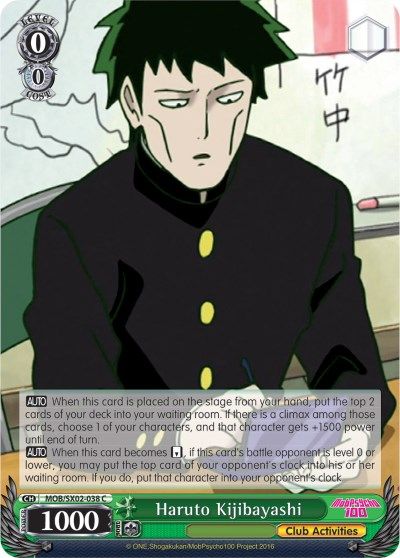 LEVEL
0
0
COST
竹
中
AUTO When this card is placed on the stage from your hand, put the top 2
cards of your deck into your waiting room. If there is a climax among those
cards, choose 1 of your characters, and that character gets +1500 power
until end of turn.
AUTO When this card becomes , if this card's battle opponent is level 0 or
lower, you may put the top card of your opponent's clock into his or her
waiting room. If you do, put that character into your opponent's clock.
CH MOB/SX02-038 C
POWER
1000
Haruto Kijibayashi
MobPsycho
100
Club Activities
© ONE,Shogakukan/MobPsycho100 Project 2016